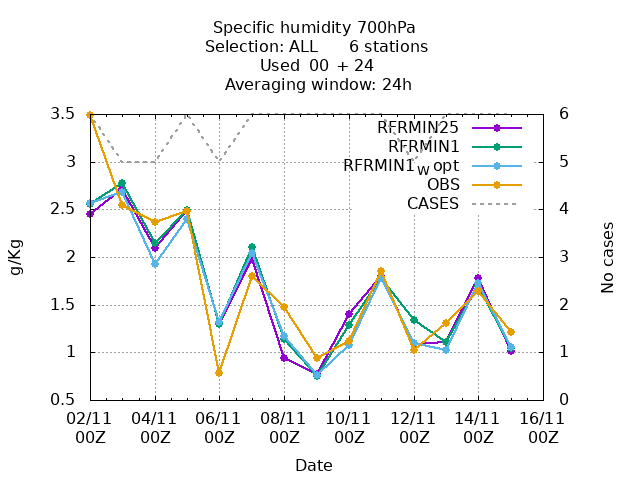 Specific humidity 700hPa
Selection: ALL 6 stations
Used 00 + 24
Averaging window: 24h
3.5
3
2.5
2
1.5
1
0.5
g/Kg
6
5
4
3
2
1
0
No cases
RFRMIN25
RFRMIN1
RFRMIN1_W opt
OBS
CASES
02/11 04/11 06/11 08/11 10/11 12/11 14/11 16/11
00Z 00Z 00Z 00Z 00Z 00Z 00Z 00Z
Date